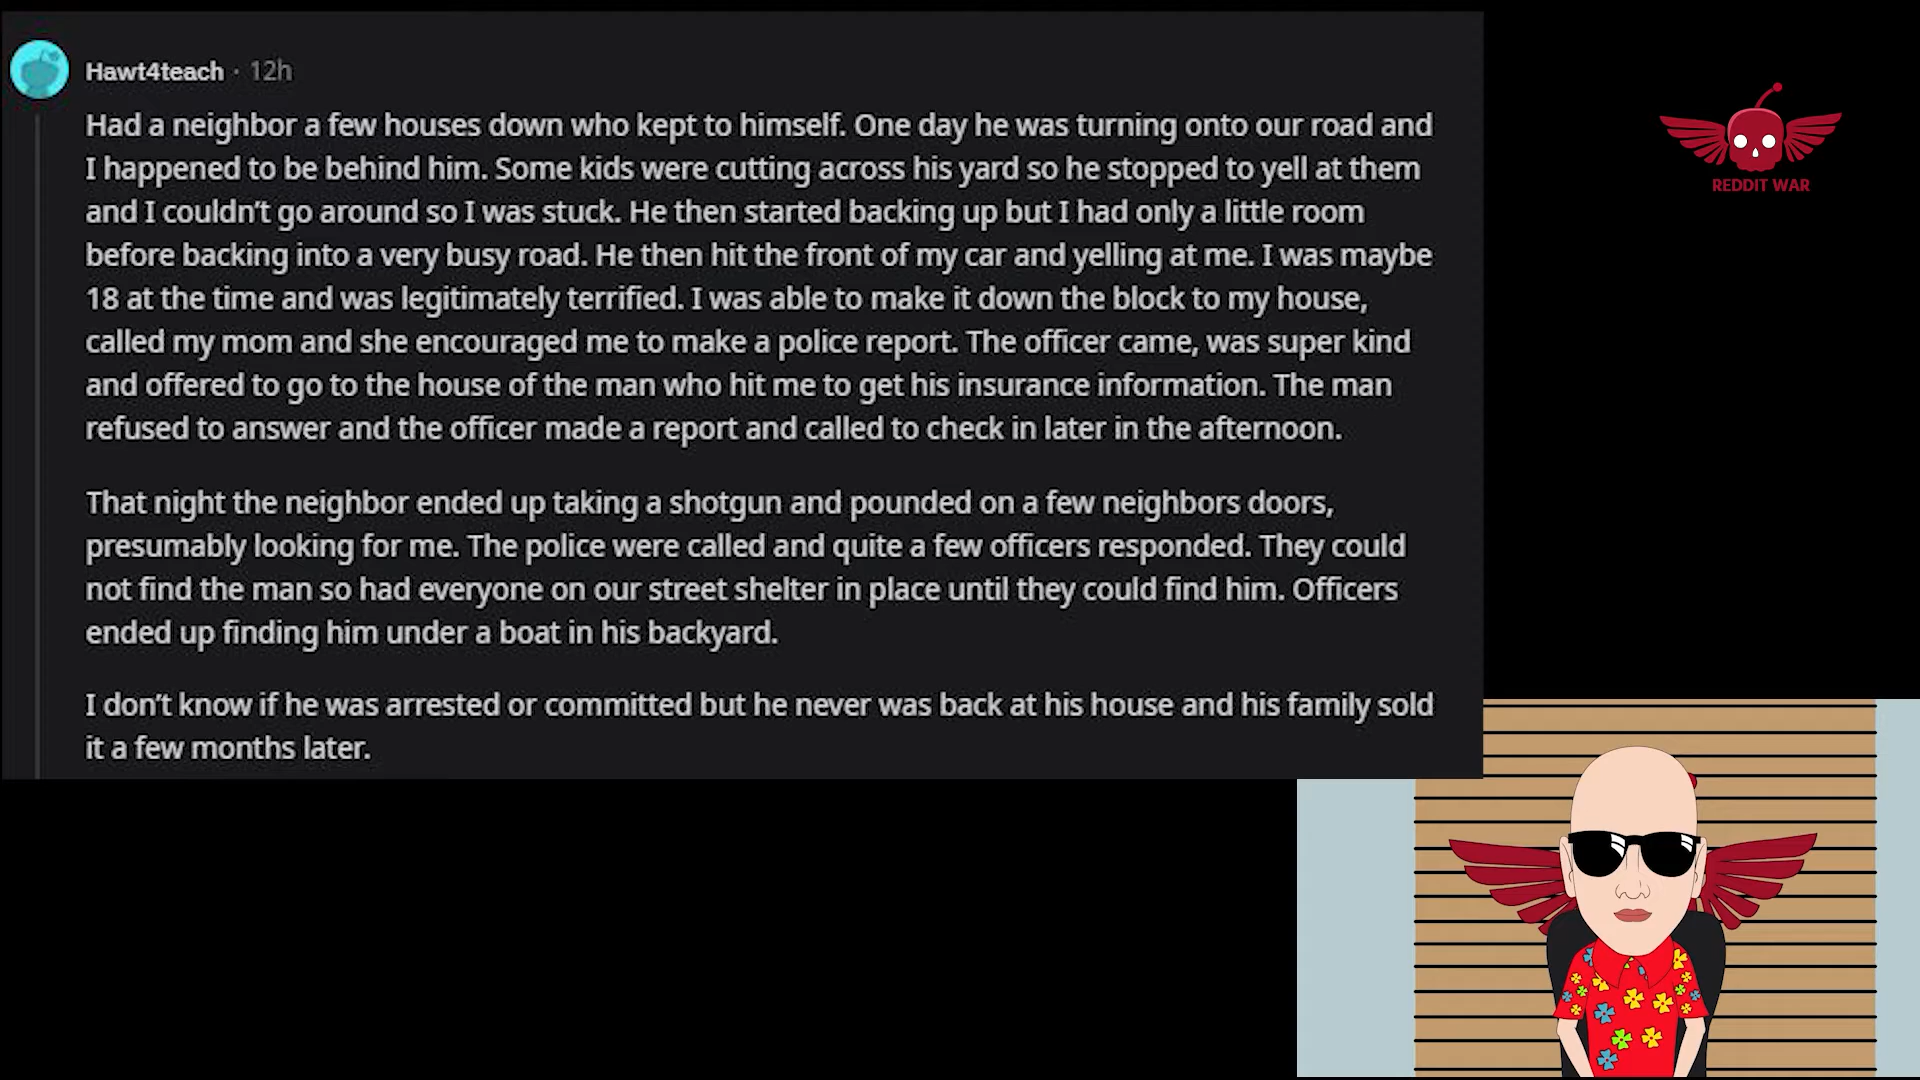 Hawt4teach · 12h
Had a neighbor a few houses down who kept to himself. One day he was turning onto our road and
I happened to be behind him. Some kids were cutting across his yard so he stopped to yell at them
and I couldn’t go around so I was stuck. He then started backing up but I had only a little room
before backing into a very busy road. He then hit the front of my car and yelling at me. I was maybe
18 at the time and was legitimately terrified. I was able to make it down the block to my house,
called my mom and she encouraged me to make a police report. The officer came, was super kind
and offered to go to the house of the man who hit me to get his insurance information. The man
refused to answer and the officer made a report and called to check in later in the afternoon.
That night the neighbor ended up taking a shotgun and pounded on a few neighbors doors,
presumably looking for me. The police were called and quite a few officers responded. They could
not find the man so had everyone on our street shelter in place until they could find him. Officers
ended up finding him under a boat in his backyard.
I don’t know if he was arrested or committed but he never was back at his house and his family sold
it a few months later.
REDDIT WAR